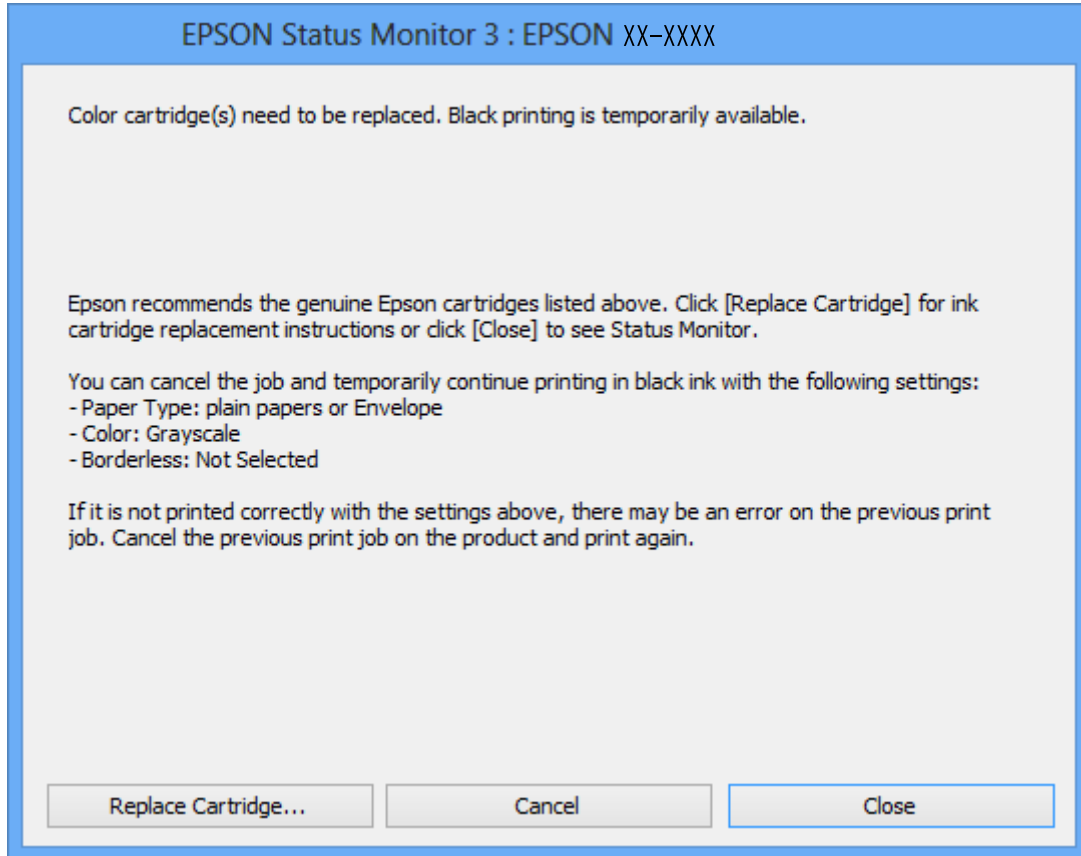 EPSON Status Monitor 3 : EPSON XX-XXXX
Color cartridge(s) need to be replaced. Black printing is temporarily available.
Epson recommends the genuine Epson cartridges listed above. Click [Replace Cartridge] for ink
cartridge replacement instructions or click [Close] to see Status Monitor.
You can cancel the job and temporarily continue printing in black ink with the following settings:
- Paper Type: plain papers or Envelope
- Color: Grayscale
- Borderless: Not Selected
If it is not printed correctly with the settings above, there may be an error on the previous print
job. Cancel the previous print job on the product and print again.
Replace Cartridge...
Cancel
Close